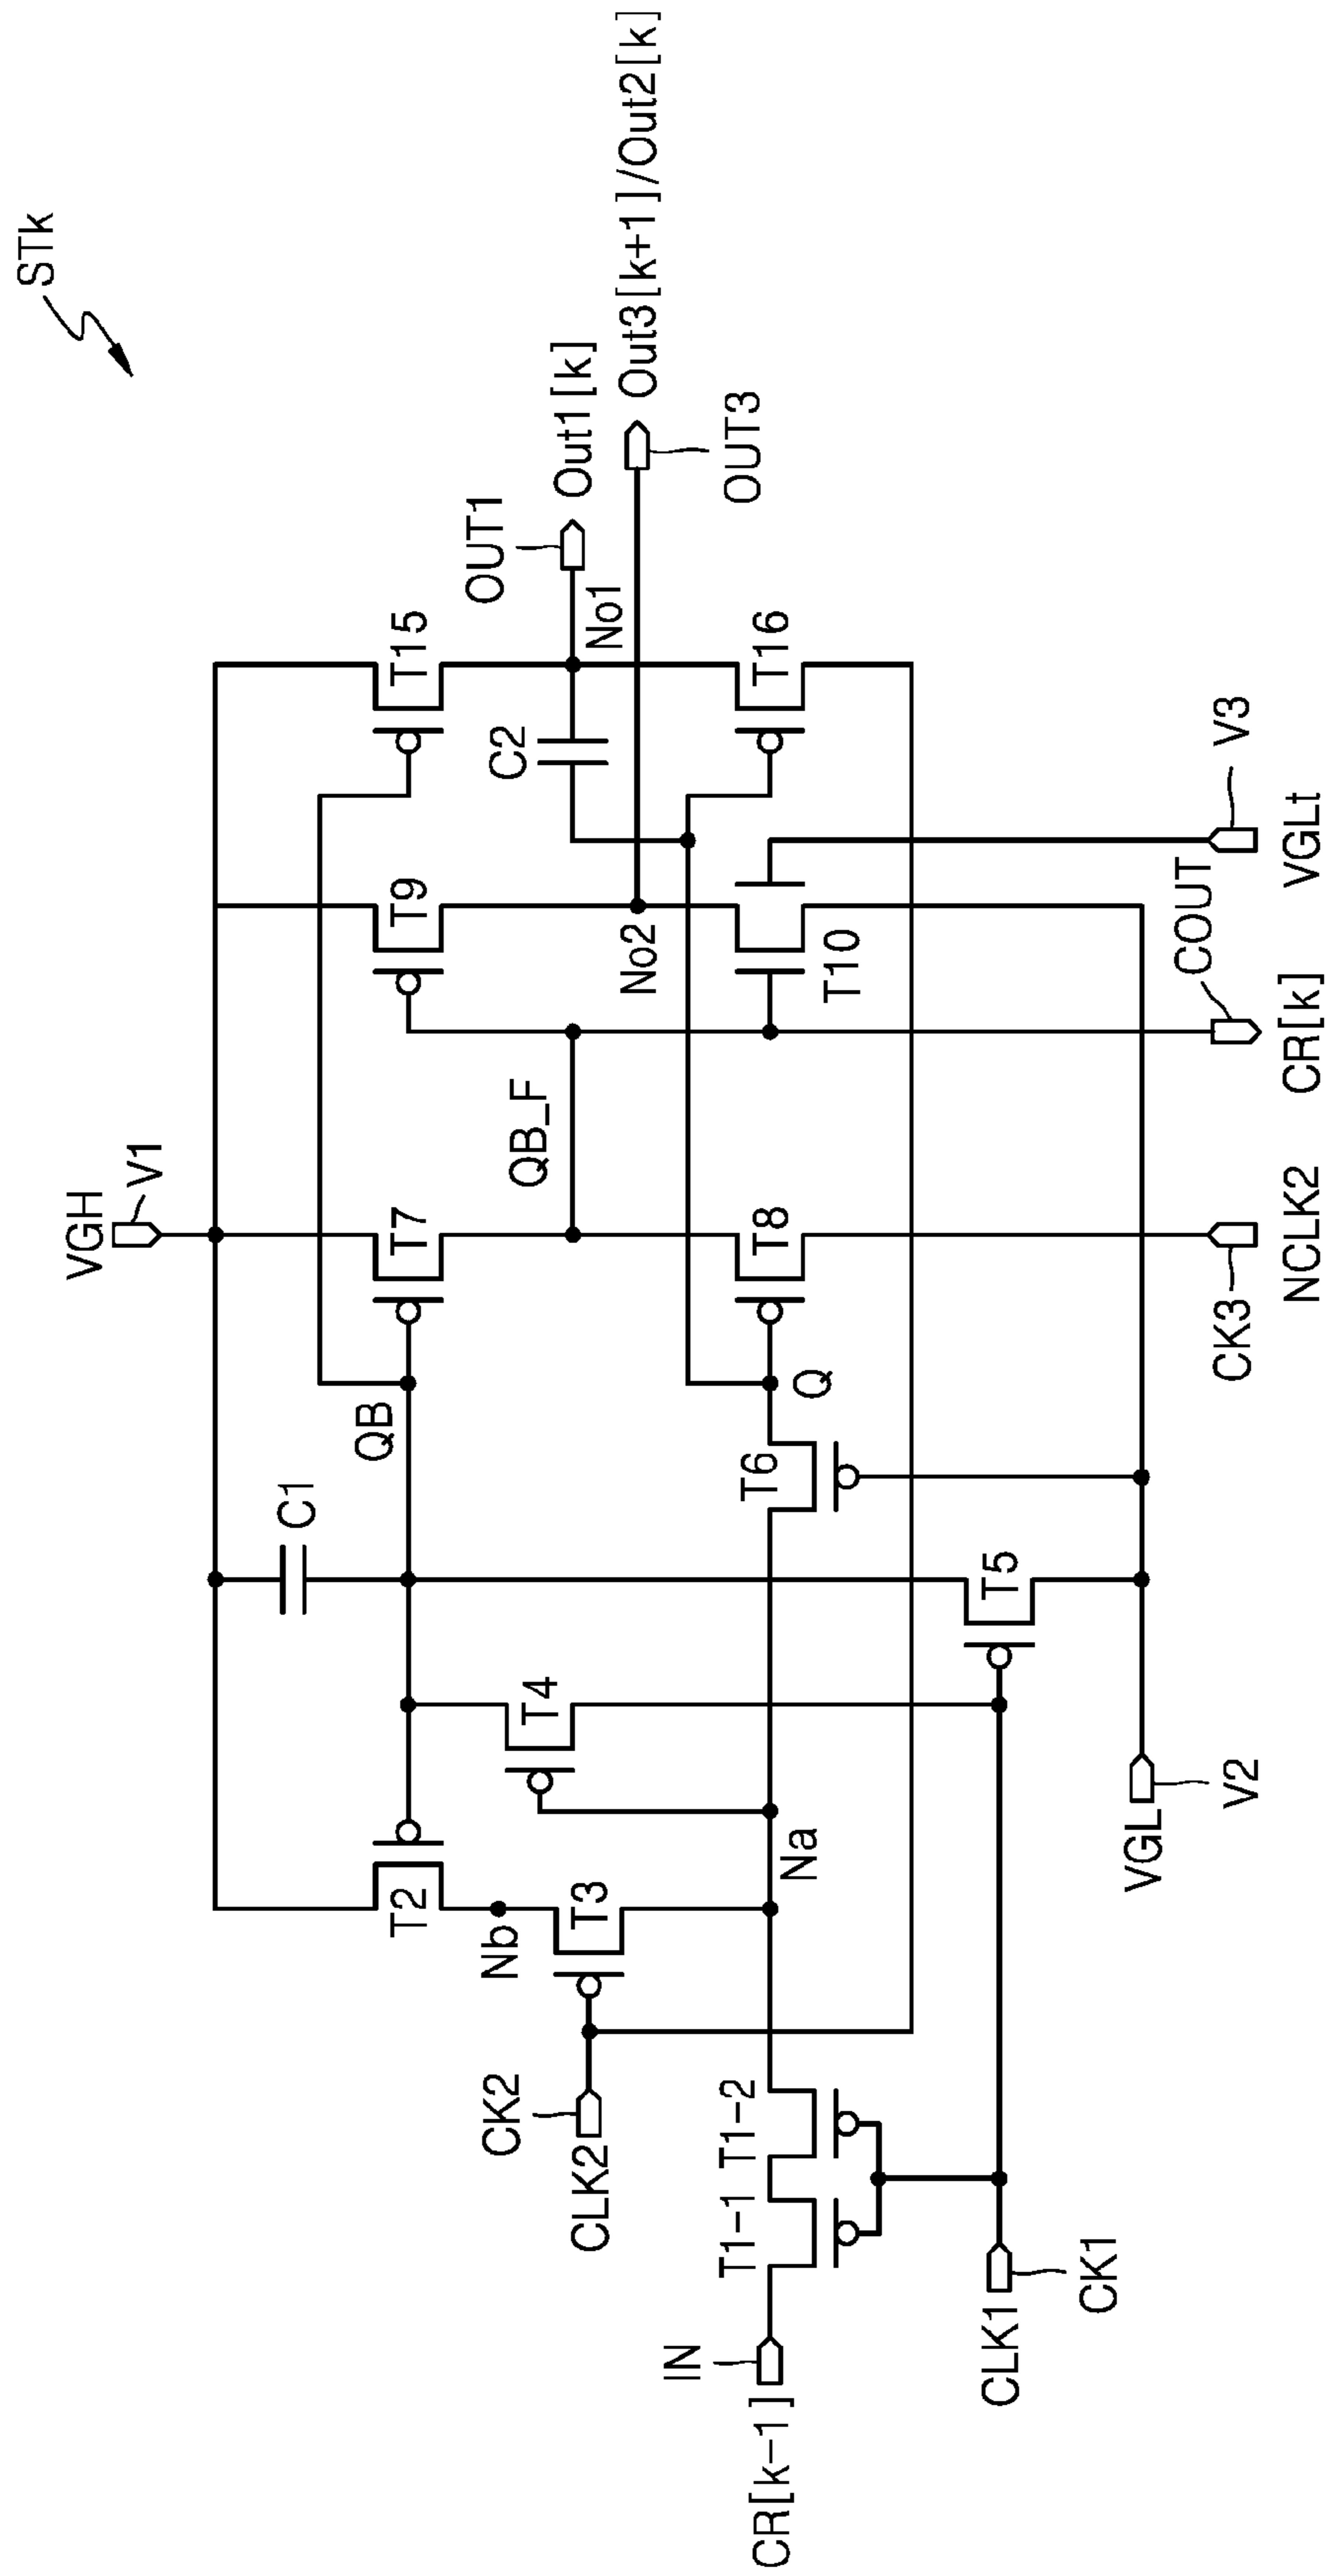 STk
VGH
V1
C1
QB
T7
T9
T15
OUT1
Out1[k]
No1
C2
Out3[k+1]/Out2[k]
OUT3
T2
Nb
T3
T4
QB_F
No2
CK2
CLK2
Na
T6
Q
T8
T10
T16
IN
CR[k-1]
T1-1
T1-2
T5
CLK1
CK1
VGL
V2
CK3
NCLK2
COUT
CR[k]
V3
VGLt